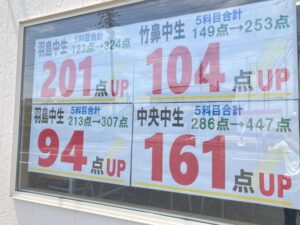 羽島中生 5科目合計
123点→324点
201点UP
竹鼻中生 5科目合計
149点→253点
104点UP
羽島中生 5科目合計
213点→307点
94点UP
中央中生 5科目合計
286点→447点
161点UP